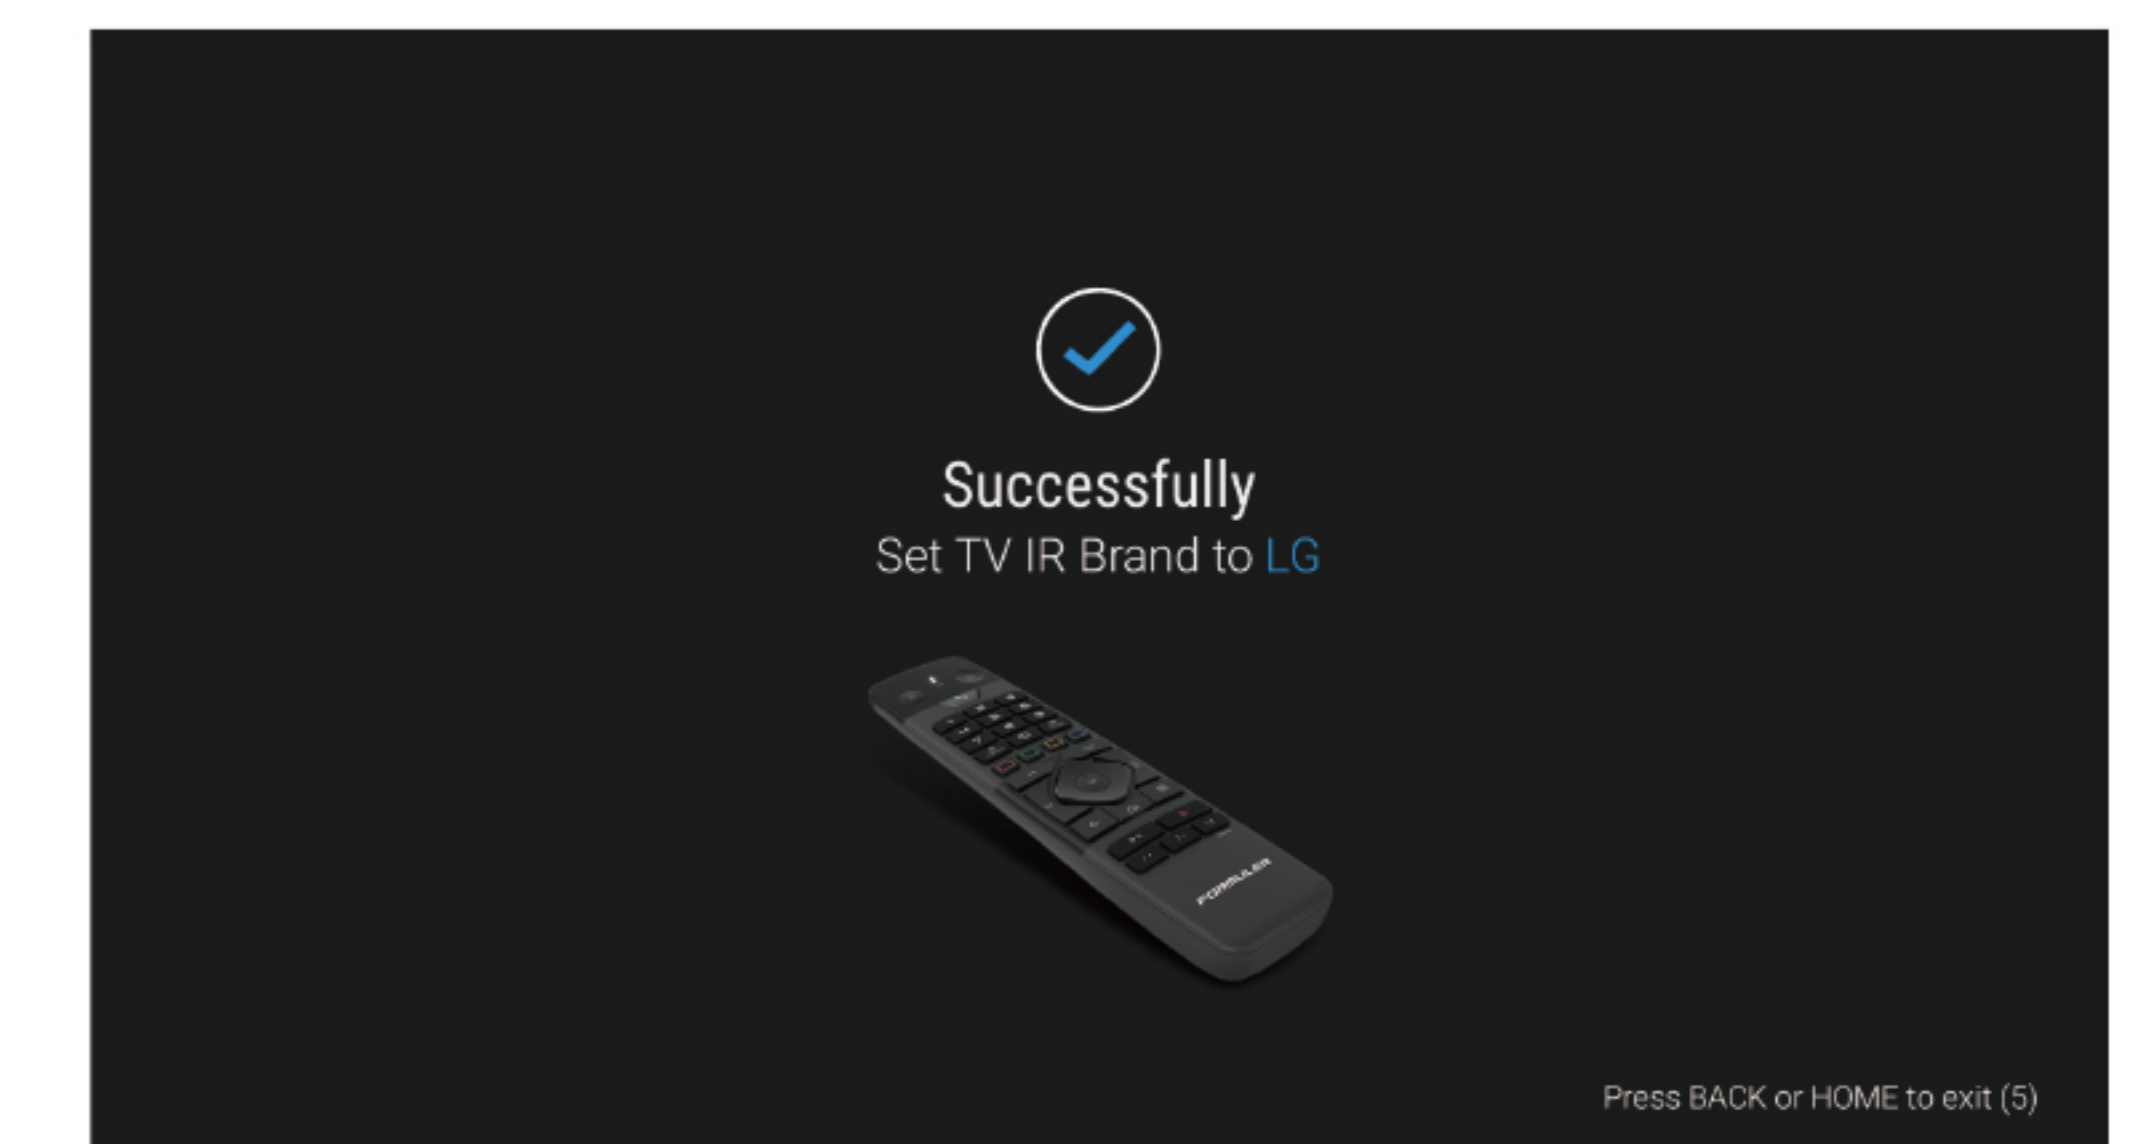 Successfully
Set TV IR Brand to LG
FORMULER
Press BACK or HOME to exit (5)